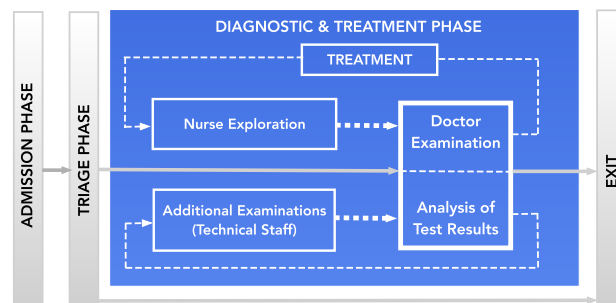 ADMISSION PHASE
TRIAGE PHASE
DIAGNOSTIC & TREATMENT PHASE
TREATMENT
Nurse Exploration
Doctor
Examination
Additional Examinations
(Technical Staff)
Analysis of
Test Results
EXIT